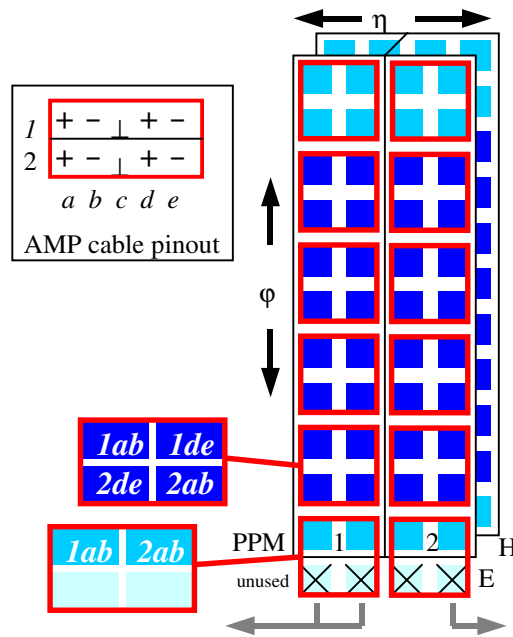 η
1 + − ⊥ + −
2 + − ⊥ + −
a b c d e
AMP cable pinout
φ
1ab 1de
2de 2ab
1ab 2ab
PPM 1 2 H
unused E